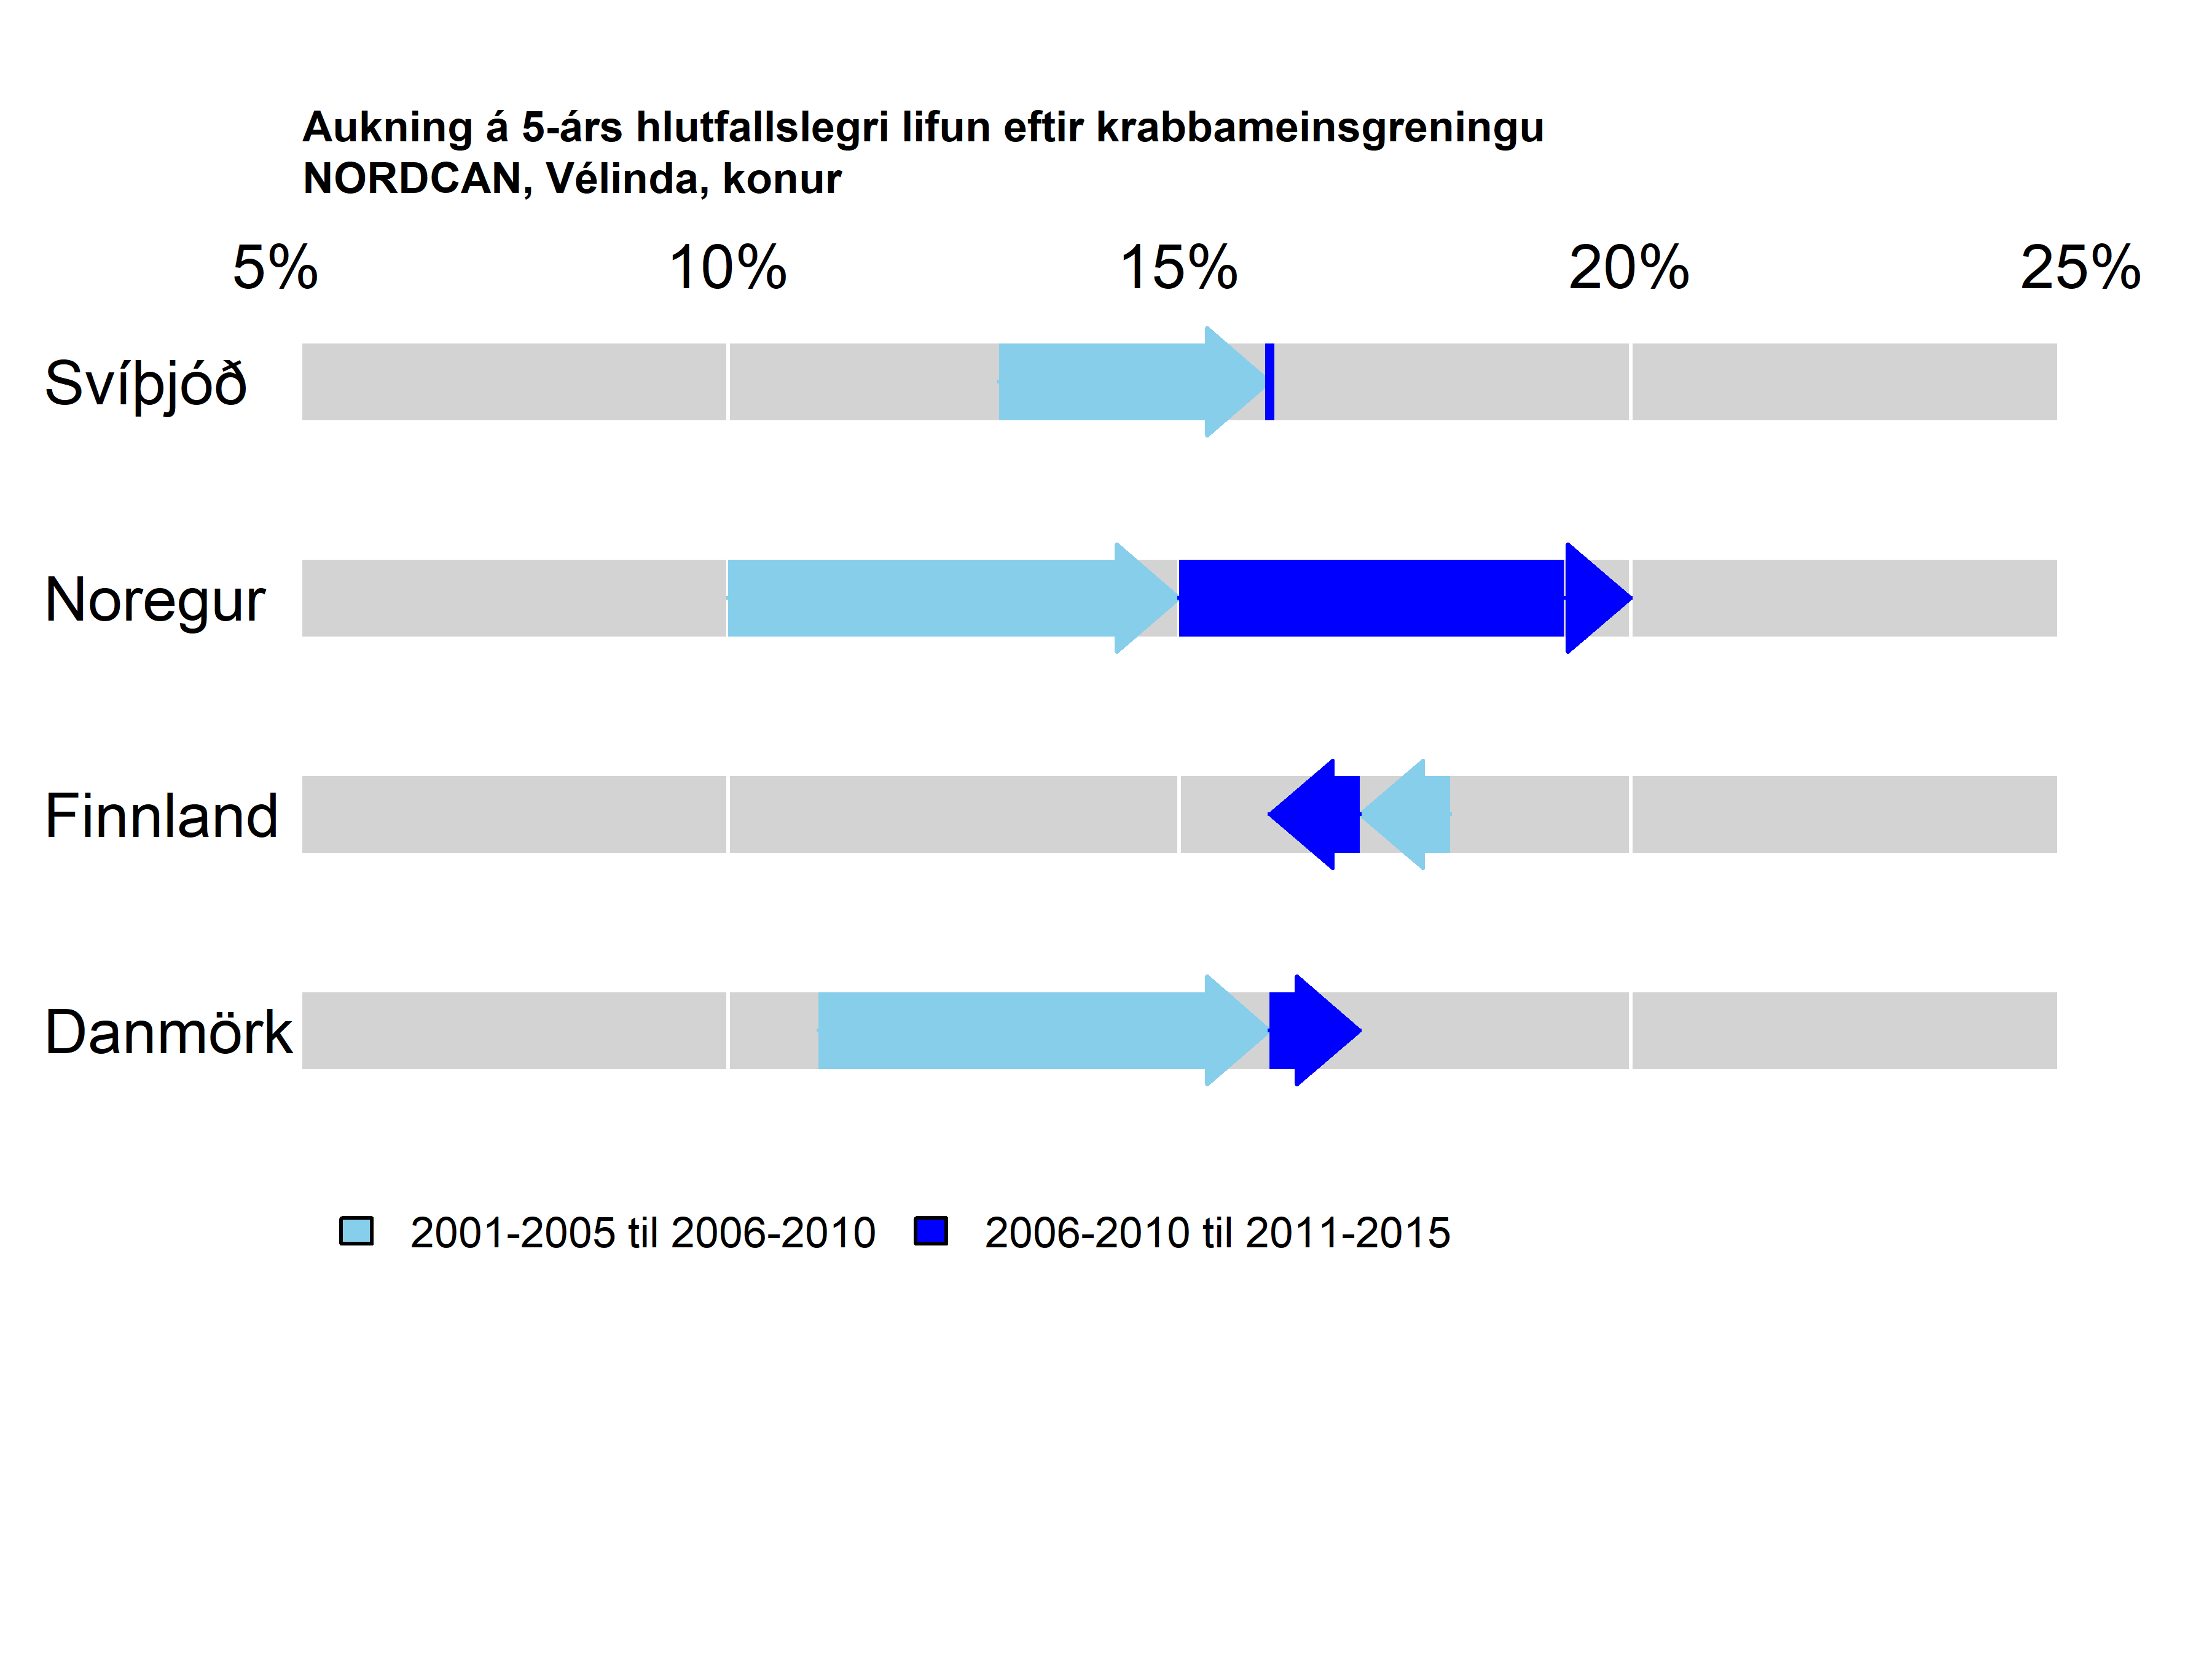 Aukning á 5-árs hlutfallslegri lifun eftir krabbameinsgreningu
NORDCAN, Vélinda, konur
5% 10% 15% 20% 25%
Svíþjóð
Noregur
Finnland
Danmörk
2001-2005 til 2006-2010 2006-2010 til 2011-2015